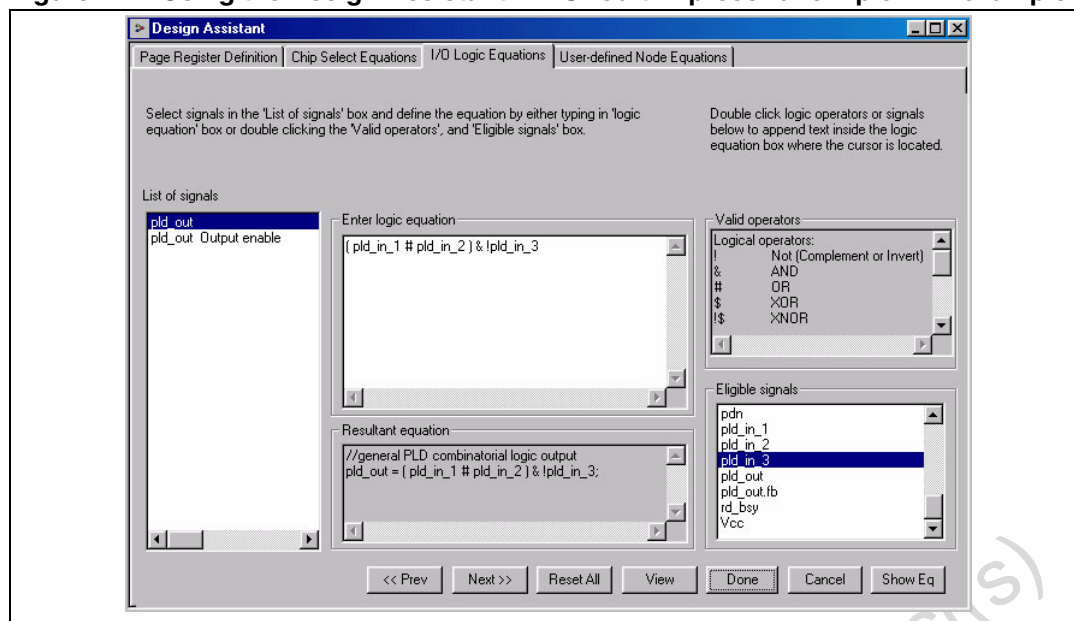 Design Assistant
Page Register Definition Chip Select Equations I/O Logic Equations User-defined Node Equations
Select signals in the 'List of signals' box and define the equation by either typing in 'logic
equation' box or double clicking the 'Valid operators', and 'Eligible signals' box.
Double click logic operators or signals
below to append text inside the logic
equation box where the cursor is located.
List of signals
pld_out
pld_out Output enable
Enter logic equation
( pld_in_1 # pld_in_2 ) & !pld_in_3
Resultant equation
//general PLD combinatorial logic output
pld_out = ( pld_in_1 # pld_in_2 ) & !pld_in_3;
Valid operators
Logical operators:
! Not (Complement or Invert)
& AND
# OR
$ XOR
!$ XNOR
Eligible signals
pdn
pld_in_1
pld_in_2
pld_in_3
pld_out
pld_out.fb
rd_bsy
Vcc
<< Prev Next >> Reset All View Done Cancel Show Eq